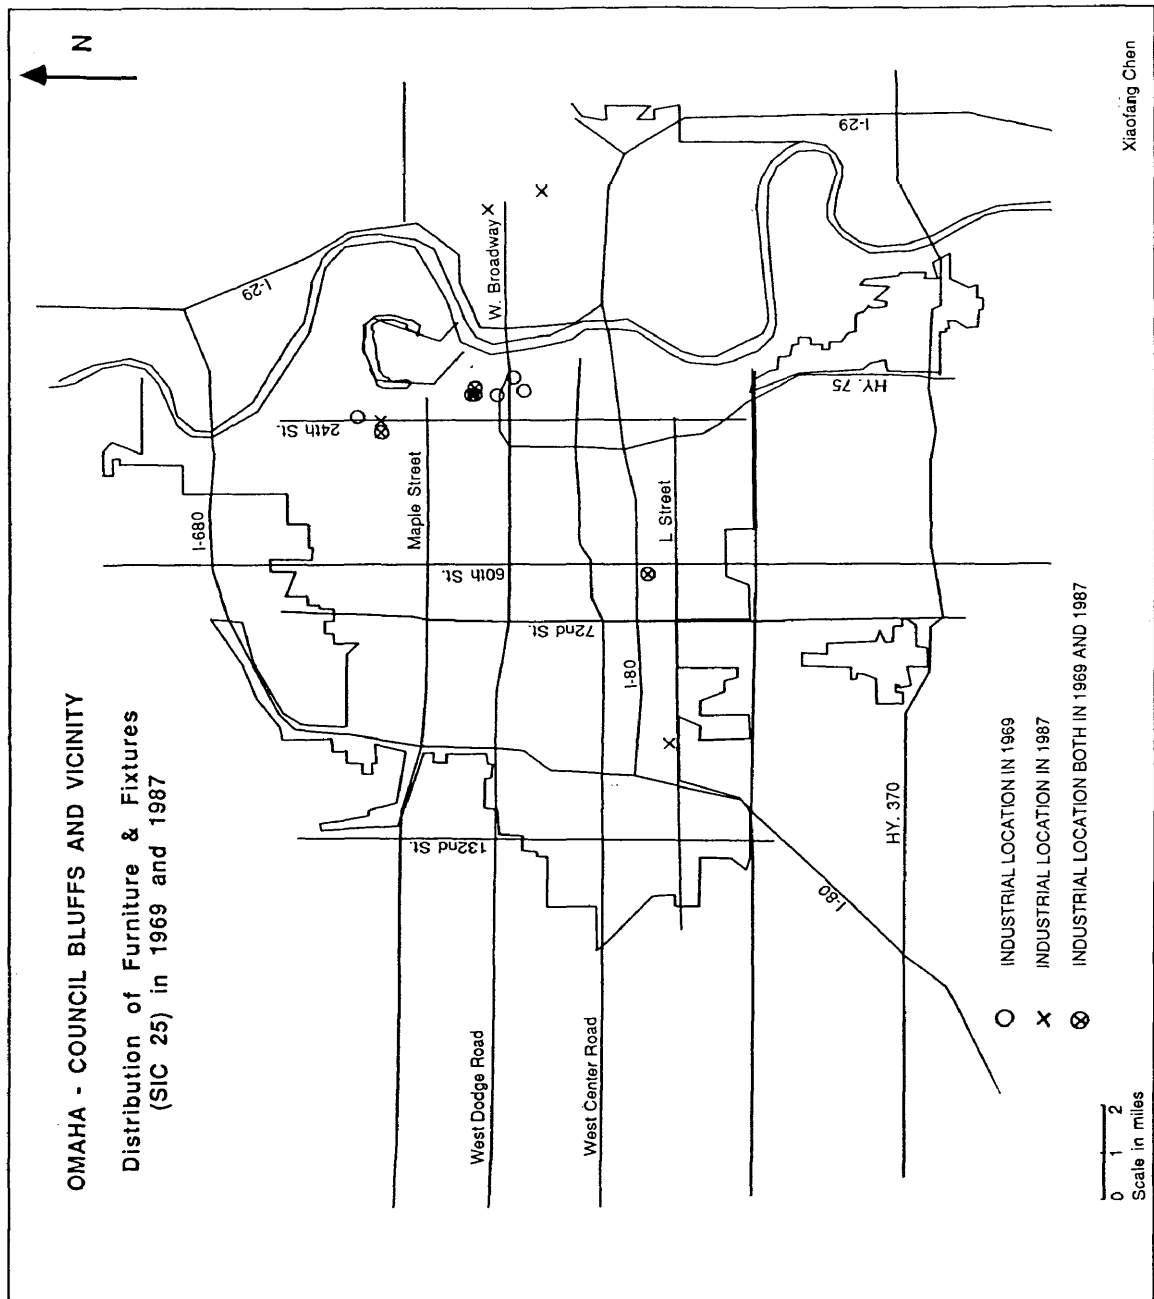 OMAHA - COUNCIL BLUFFS AND VICINITY
Distribution of Furniture & Fixtures
(SIC 25) in 1969 and 1987
N
I-29
I-680
24th St.
Maple Street
W. Broadway
60th St.
72nd St.
132nd St.
West Dodge Road
West Center Road
I-80
L Street
I-29
HY. 75
HY. 370
I-80
INDUSTRIAL LOCATION IN 1969
INDUSTRIAL LOCATION IN 1987
INDUSTRIAL LOCATION BOTH IN 1969 AND 1987
0 1 2
Scale in miles
Xiaofang Chen